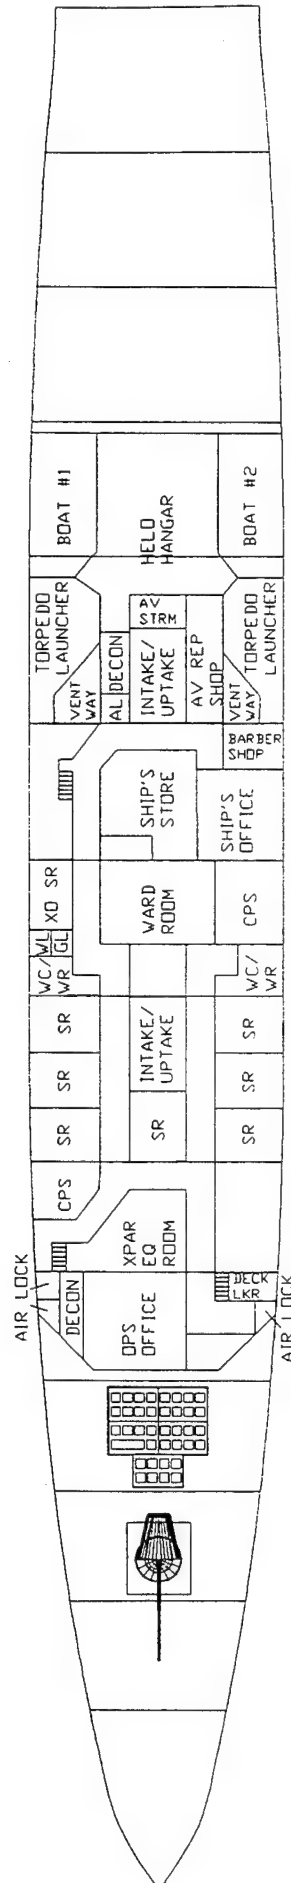 BOAT #1
HELO
HANGAR
BOAT #2
TORPEDO
LAUNCHER
VENT
WAY
AL
DECON
AV
STRM
INTAKE/
UPTAKE
AV REP
SHOP
VENT
WAY
TORPEDO
LAUNCHER
BARBER
SHOP
SHIP'S
STORE
SHIP'S
OFFICE
XO SR
WARD
ROOM
CPS
WL
GL
WC/
WR
WC/
WR
SR
INTAKE/
UPTAKE
SR
SR
SR
SR
SR
SR
CPS
XPAR
EQ
ROOM
AIR LOCK
DECON
OPS
OFFICE
DECK
LKR
AIR LOCK